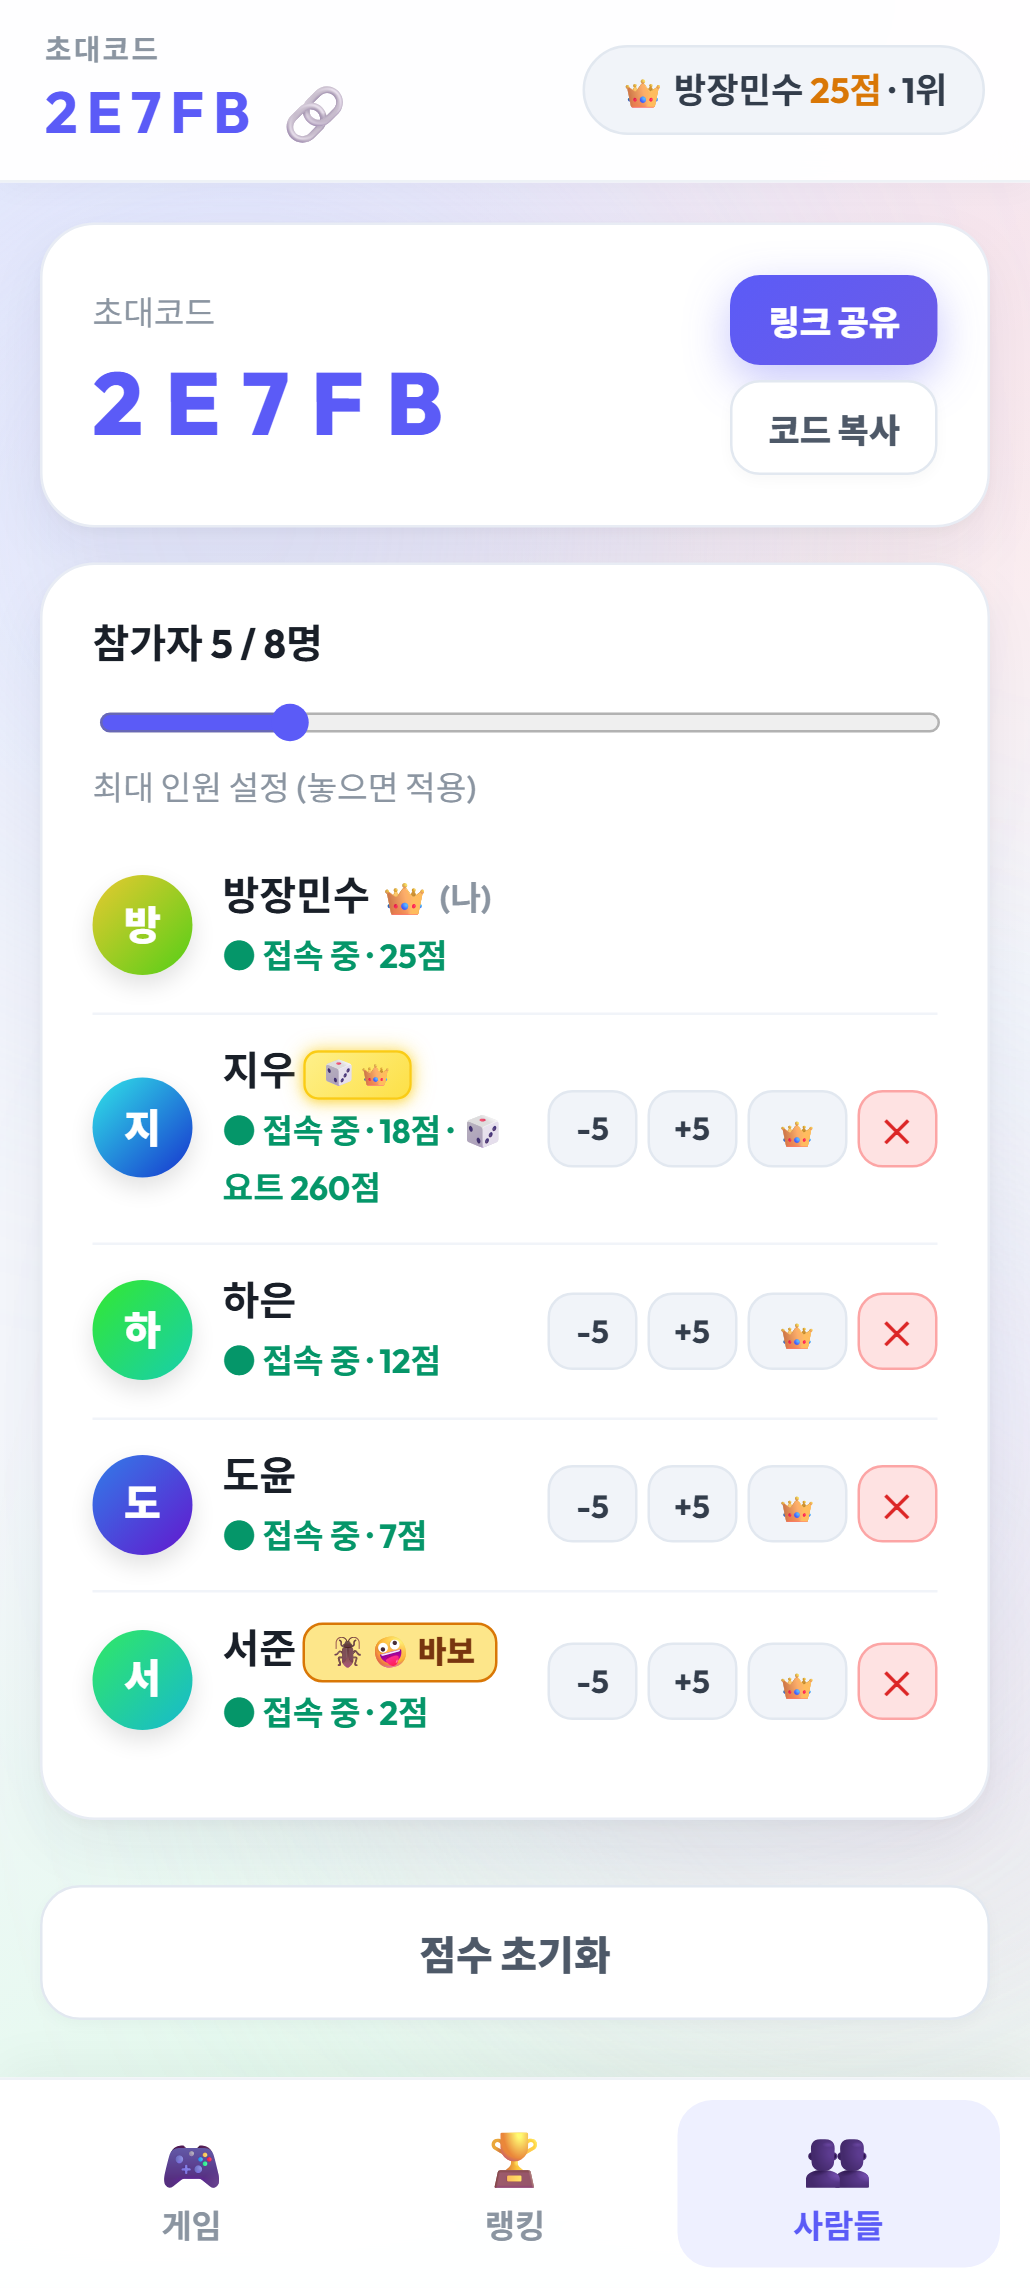 초대코드
2E7FB
방장민수 25점·1위
초대코드
2E7FB
링크 공유
코드 복사
참가자 5 / 8명
최대 인원 설정 (놓으면 적용)
방
방장민수 (나)
접속 중·25점
지
지우
접속 중·18점·
요트 260점
-5
+5
하
하은
접속 중·12점
-5
+5
도
도윤
접속 중·7점
-5
+5
서
서준 바보
접속 중·2점
-5
+5
점수 초기화
게임
랭킹
사람들